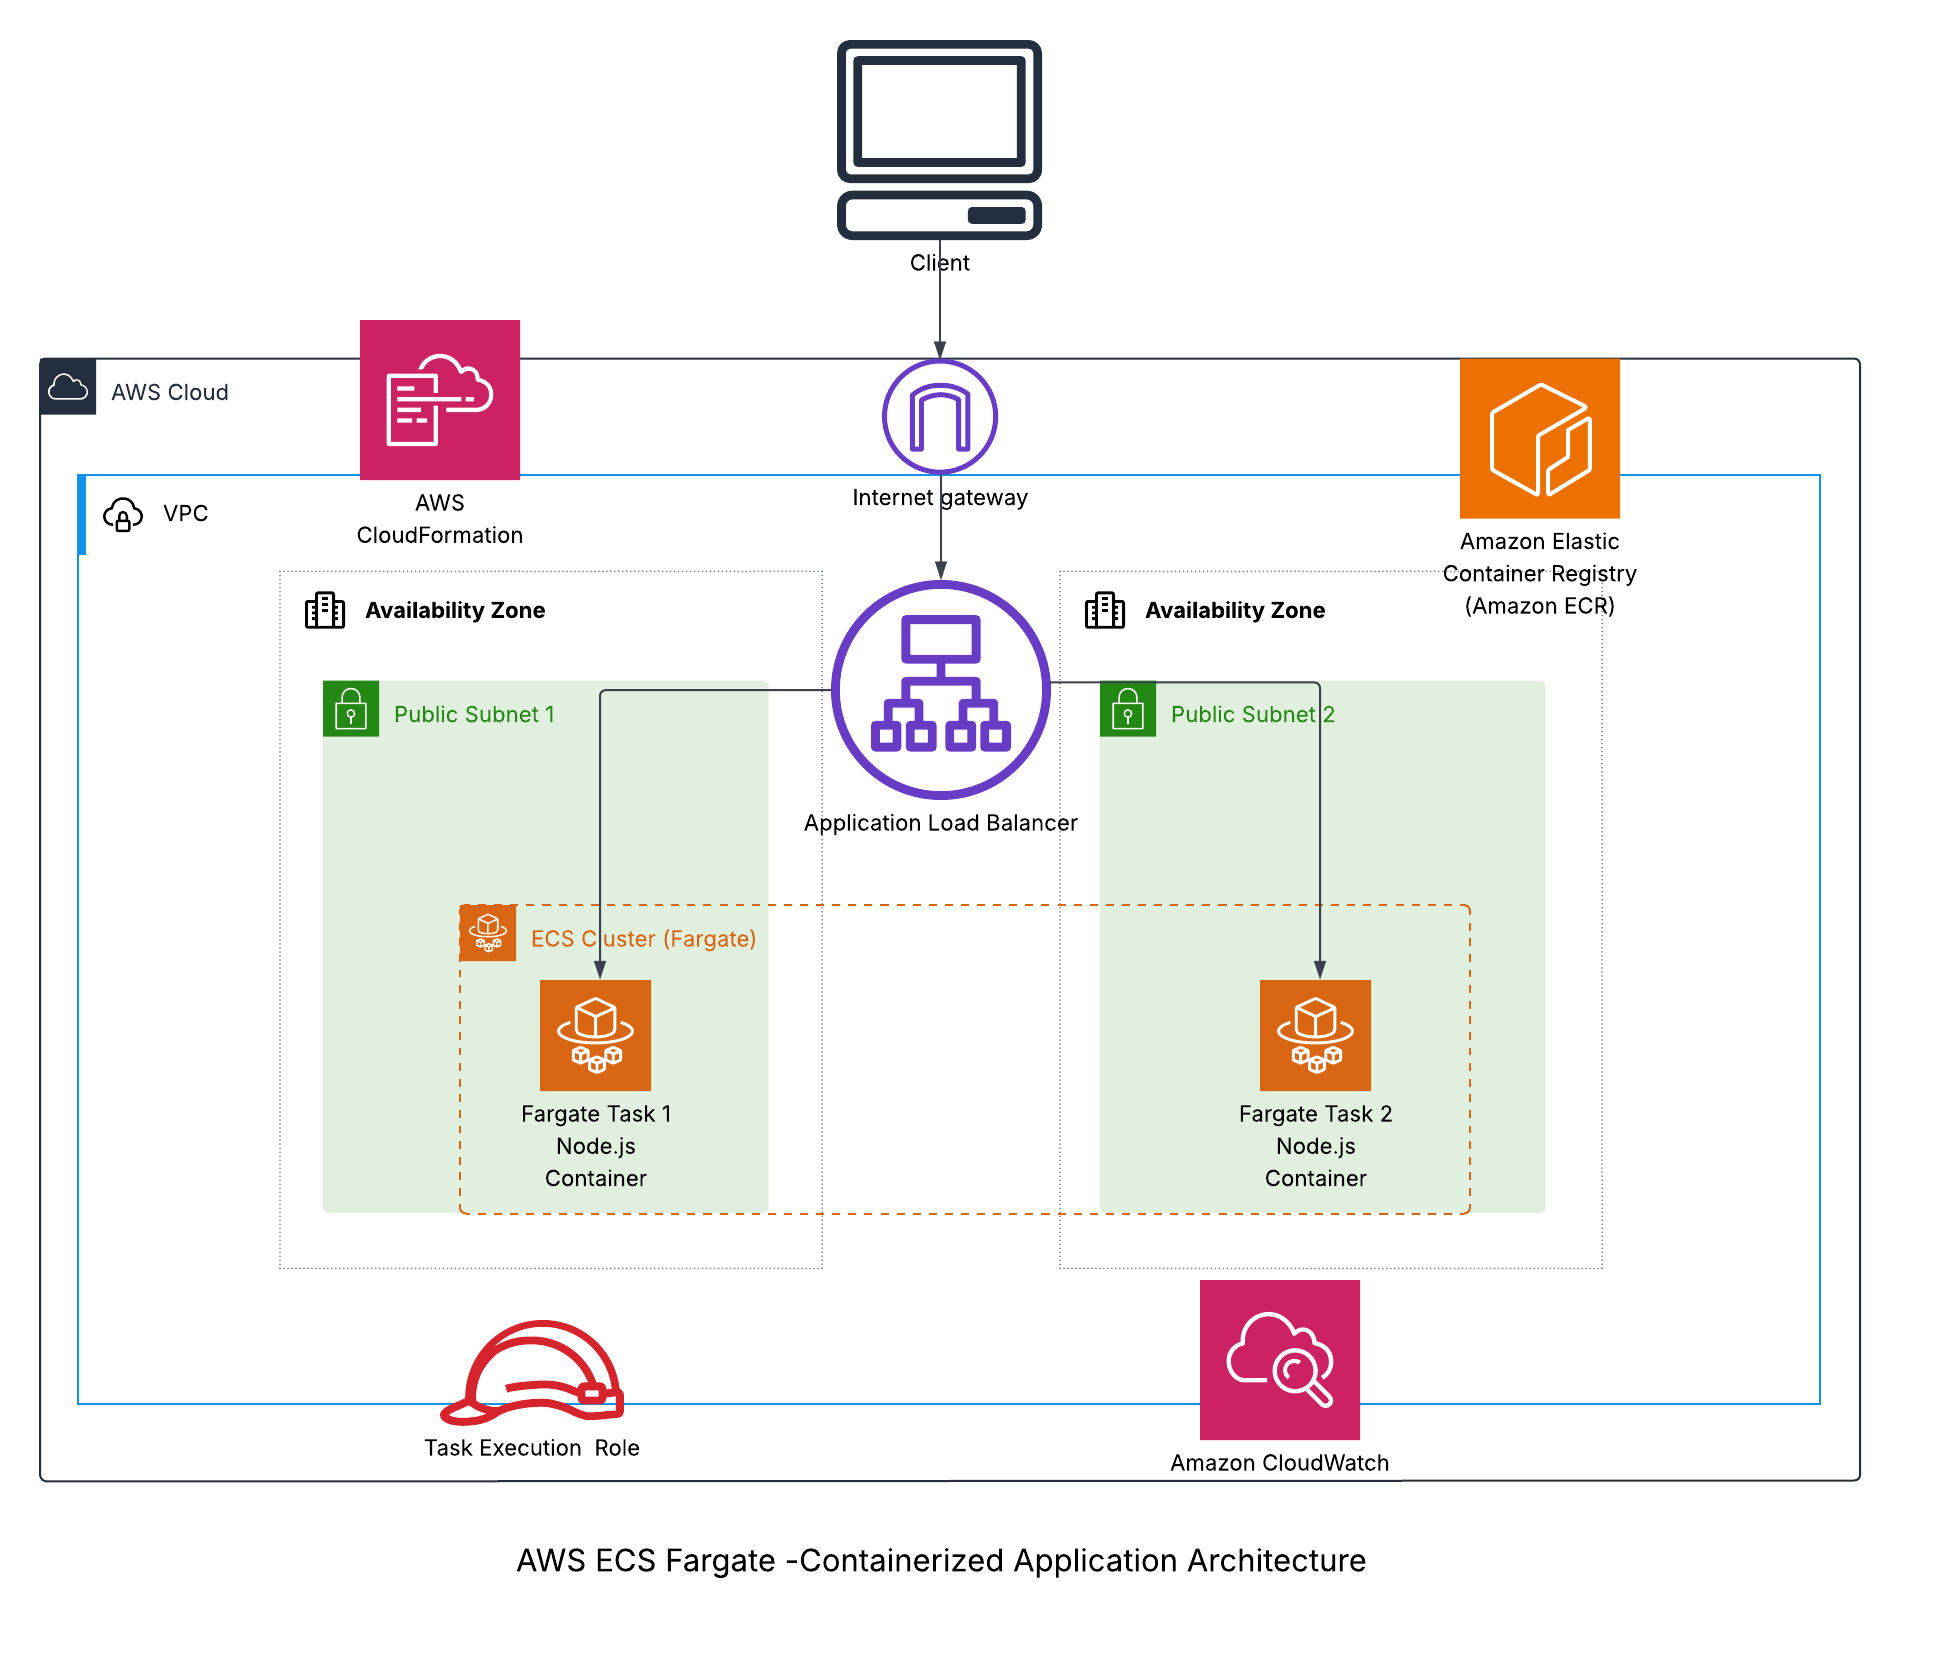 Client
AWS Cloud
AWS
CloudFormation
Internet gateway
VPC
Amazon Elastic
Container Registry
(Amazon ECR)
Availability Zone
Availability Zone
Public Subnet 1
Public Subnet 2
Application Load Balancer
ECS Cluster (Fargate)
Fargate Task 1
Node.js
Container
Fargate Task 2
Node.js
Container
Task Execution  Role
Amazon CloudWatch
AWS ECS Fargate -Containerized Application Architecture